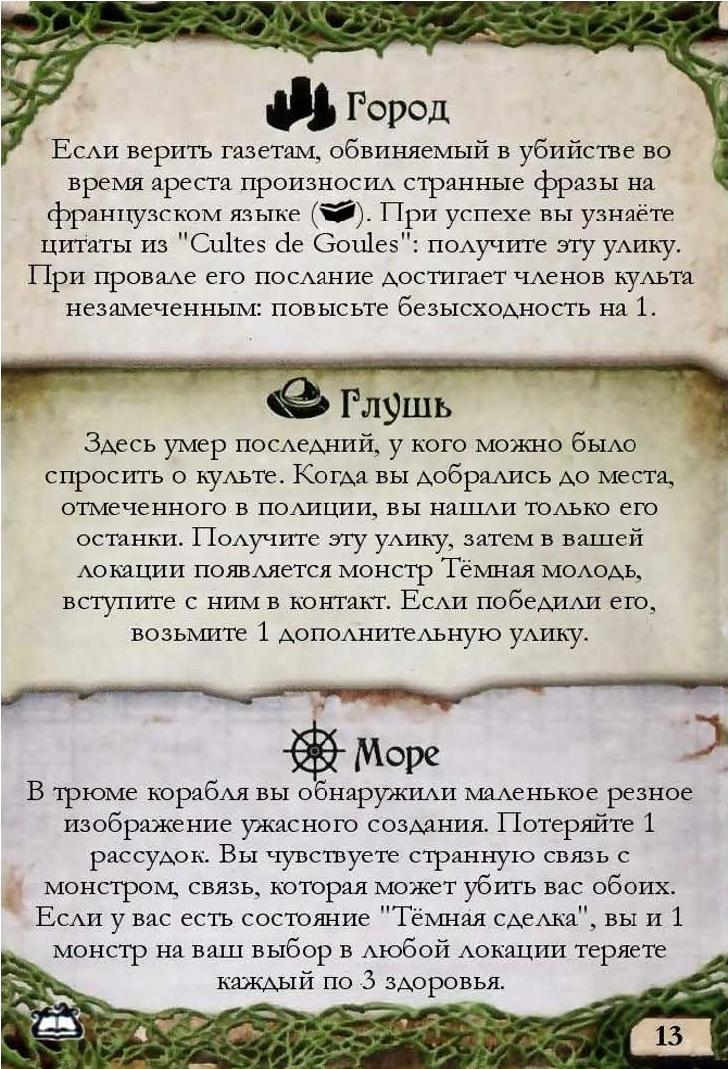 Город
Если верить газетам, обвиняемый в убийстве во
время ареста произносил странные фразы на
французском языке ( ). При успехе вы узнаёте
цитаты из "Cultes de Goules": получите эту улику.
При провале его послание достигает членов культа
незамеченным: повысьте безысходность на 1.
Глушь
Здесь умер последний, у кого можно было
спросить о культе. Когда вы добрались до места,
отмеченного в полиции, вы нашли только его
останки. Получите эту улику, затем в вашей
локации появляется монстр Тёмная молодь,
вступите с ним в контакт. Если победили его,
возьмите 1 дополнительную улику.
Море
В трюме корабля вы обнаружили маленькое резное
изображение ужасного создания. Потеряйте 1
рассудок. Вы чувствуете странную связь с
монстром, связь, которая может убить вас обоих.
Если у вас есть состояние "Тёмная сделка", вы и 1
монстр на ваш выбор в любой локации теряете
каждый по 3 здоровья.
13